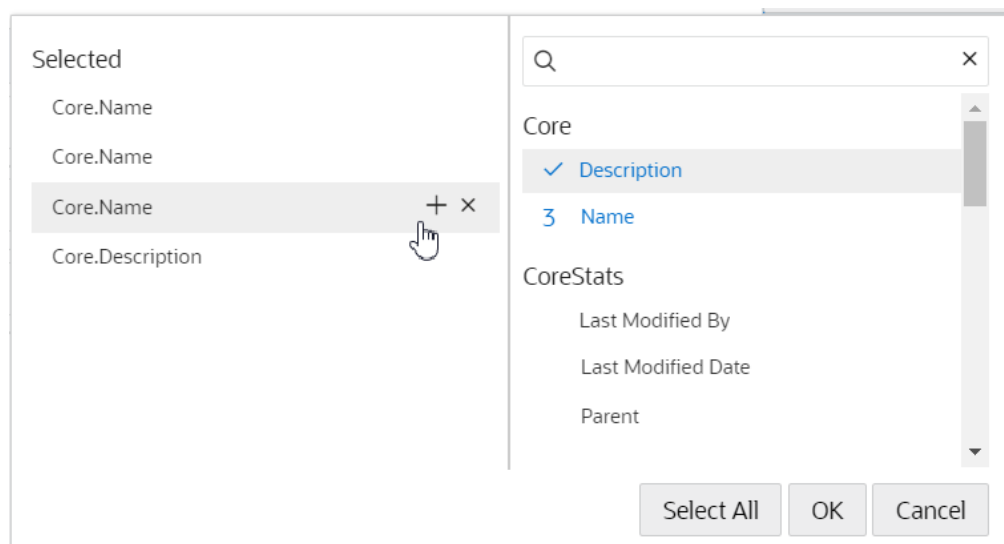 Selected
Core.Name
Core.Name
Core.Name
Core.Description
Core
Description
3 Name
CoreStats
Last Modified By
Last Modified Date
Parent
Select All OK Cancel